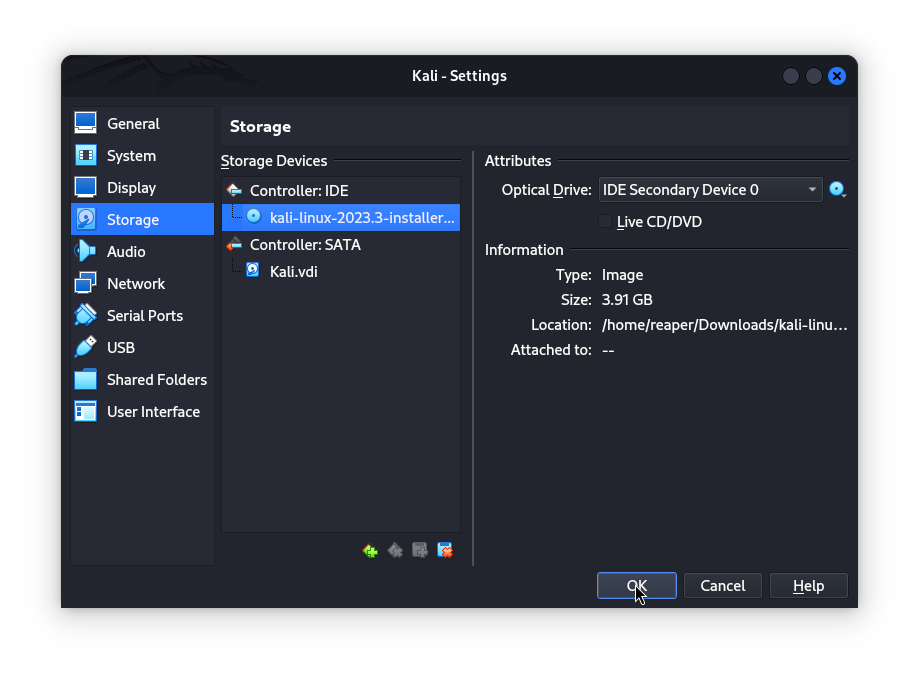 Kali - Settings
General
System
Display
Storage
Audio
Network
Serial Ports
USB
Shared Folders
User Interface
Storage
Storage Devices
Controller: IDE
kali-linux-2023.3-installer...
Controller: SATA
Kali.vdi
Attributes
Optical Drive: IDE Secondary Device 0
Live CD/DVD
Information
Type: Image
Size: 3.91 GB
Location: /home/reaper/Downloads/kali-linu...
Attached to: --
OK Cancel Help